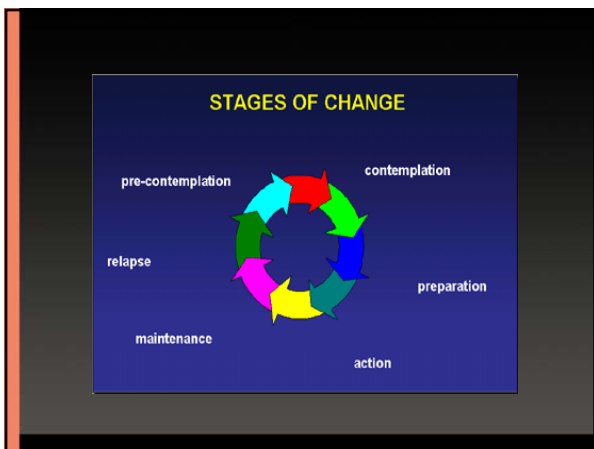 STAGES OF CHANGE
contemplation
pre-contemplation
relapse
preparation
maintenance
action